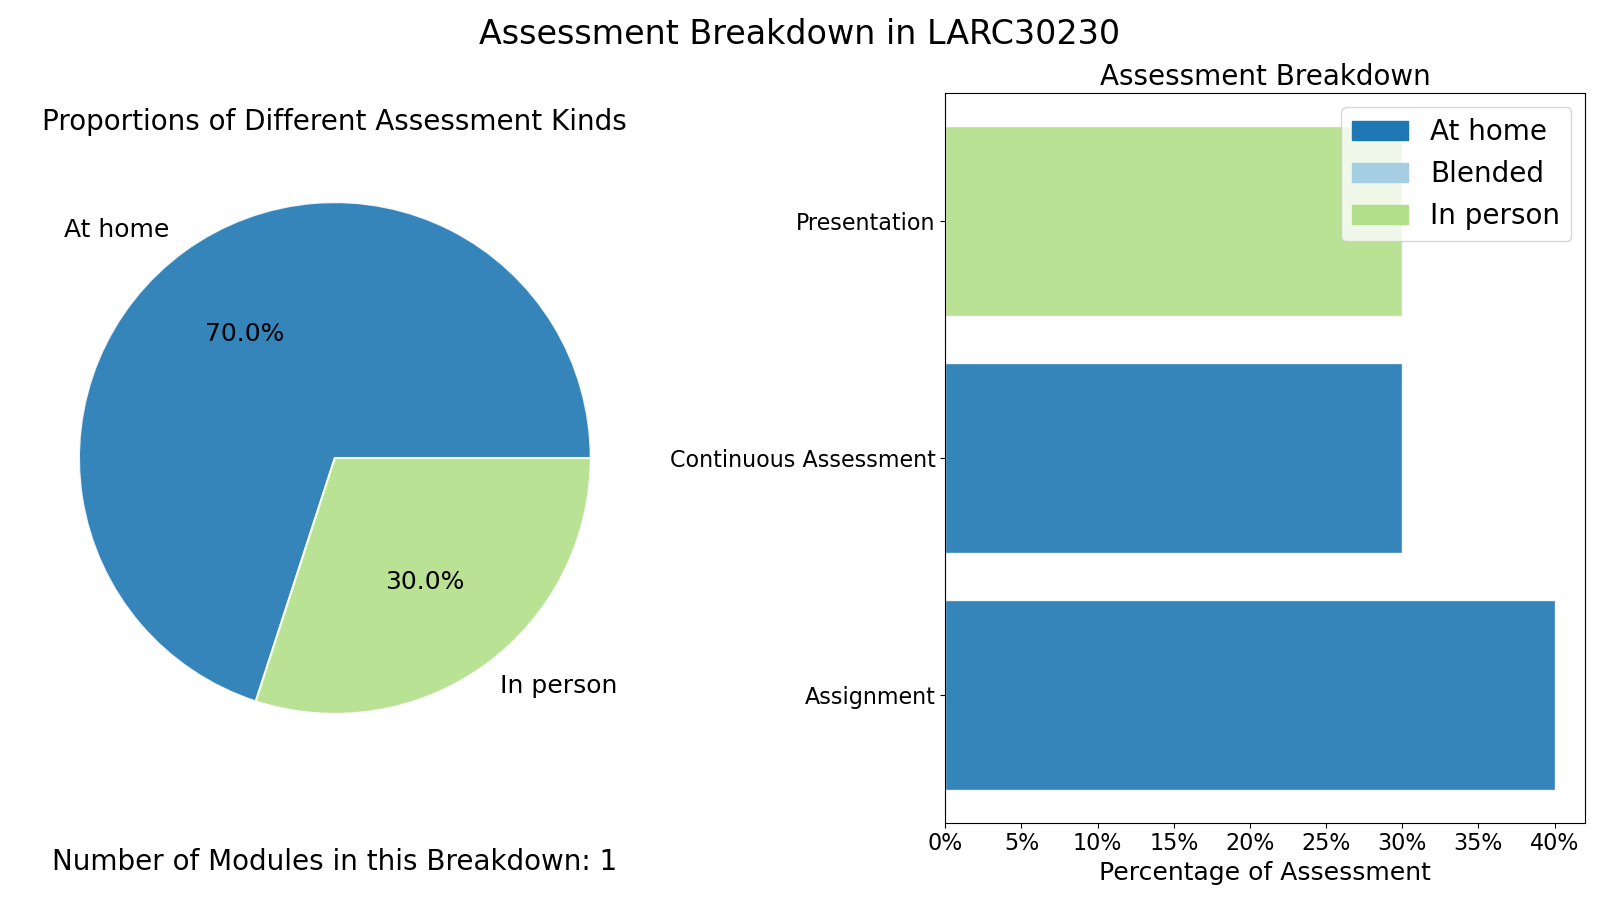 Assessment Breakdown in LARC30230
Proportions of Different Assessment Kinds
At home
70.0%
30.0%
In person
Number of Modules in this Breakdown: 1
Assessment Breakdown
At home
Blended
In person
Presentation
Continuous Assessment
Assignment
0% 5% 10% 15% 20% 25% 30% 35% 40%
Percentage of Assessment